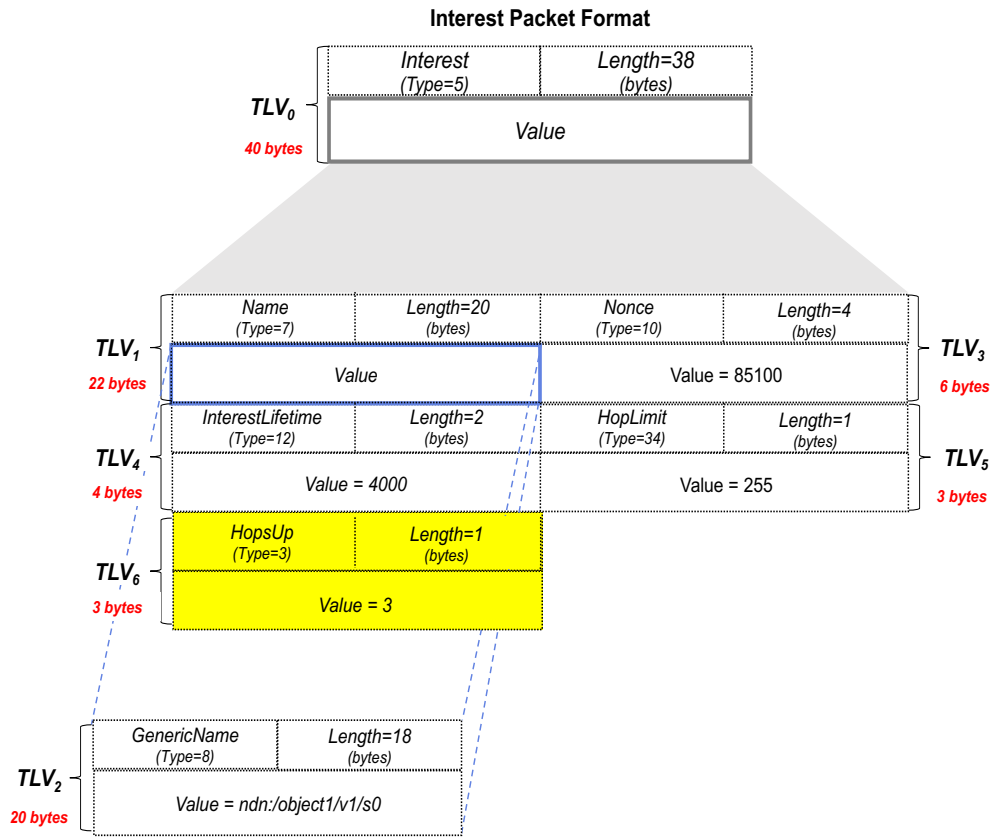 Interest Packet Format
Interest Length=38
(Type=5) (bytes)
TLV0
Value
40 bytes
Name Length=20 Nonce Length=4
(Type=7) (bytes) (Type=10) (bytes)
TLV1 TLV3
Value Value = 85100
22 bytes 6 bytes
InterestLifetime Length=2 HopLimit Length=1
(Type=12) (bytes) (Type=34) (bytes)
TLV4 TLV5
Value = 4000 Value = 255
4 bytes 3 bytes
HopsUp Length=1
(Type=3) (bytes)
TLV6
Value = 3
3 bytes
GenericName Length=18
(Type=8) (bytes)
TLV2
Value = ndn:/object1/v1/s0
20 bytes